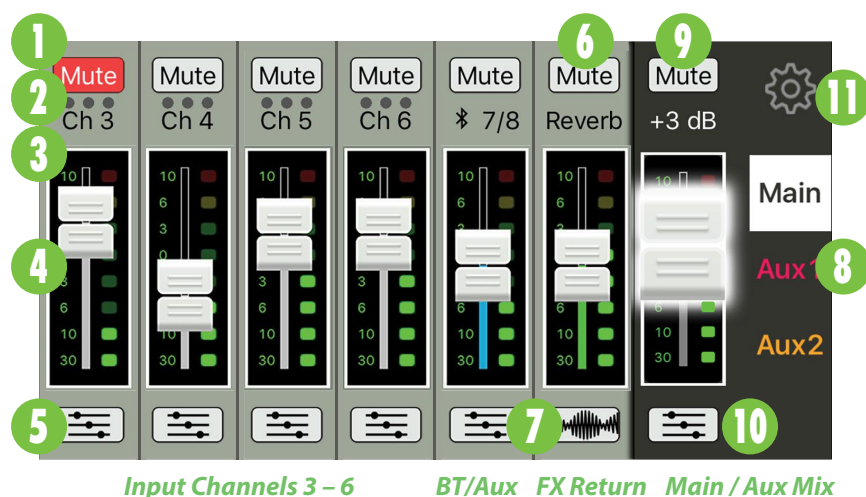 1 6 9
Mute Mute Mute Mute Mute Mute Mute
2 11
Ch 3 Ch 4 Ch 5 Ch 6 7/8 Reverb +3 dB
3
10 10 10 10 10 10 10
6 6 6 6 6 6 Main
3 3 3 3 3
0
4 3 3 3 3 3 8
Aux1
6 6 6 6 6 6
10 10 10 10 10 10 10 Aux2
30 30 30 30 30 30 30
5 7 10
Input Channels 3 – 6 BT/Aux FX Return Main / Aux Mix